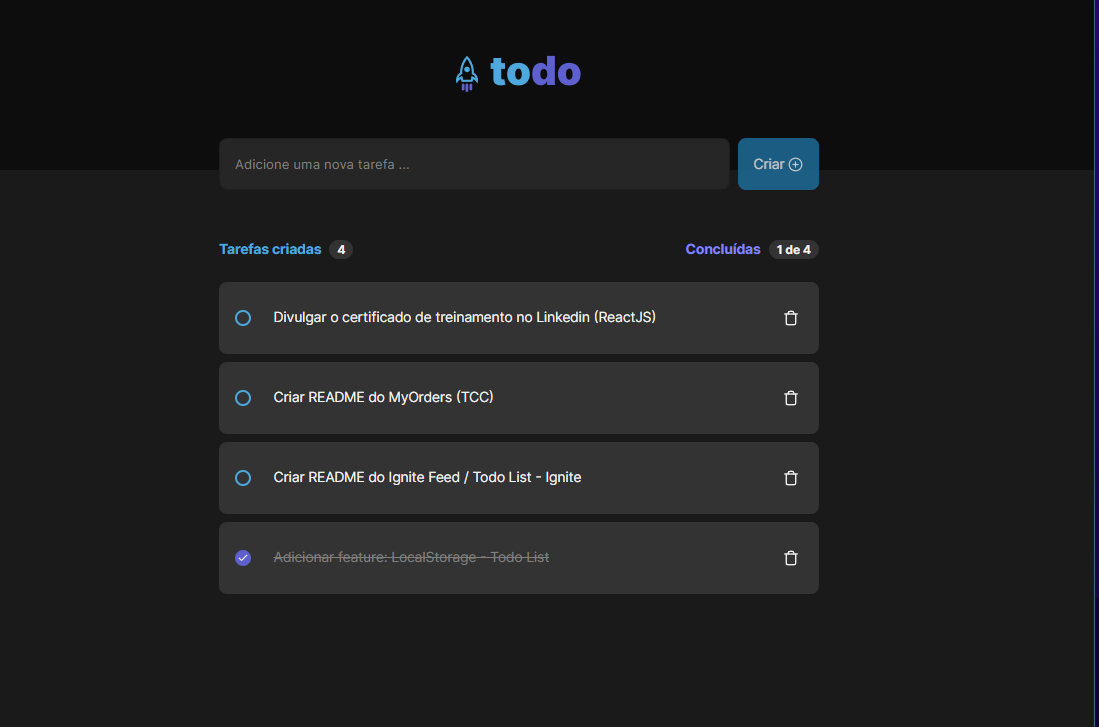 todo
Adicione uma nova tarefa ...
Criar
Tarefas criadas 4
Concluídas 1 de 4
Divulgar o certificado de treinamento no Linkedin (ReactJS)
Criar README do MyOrders (TCC)
Criar README do Ignite Feed / Todo List - Ignite
Adicionar feature: LocalStorage - Todo List